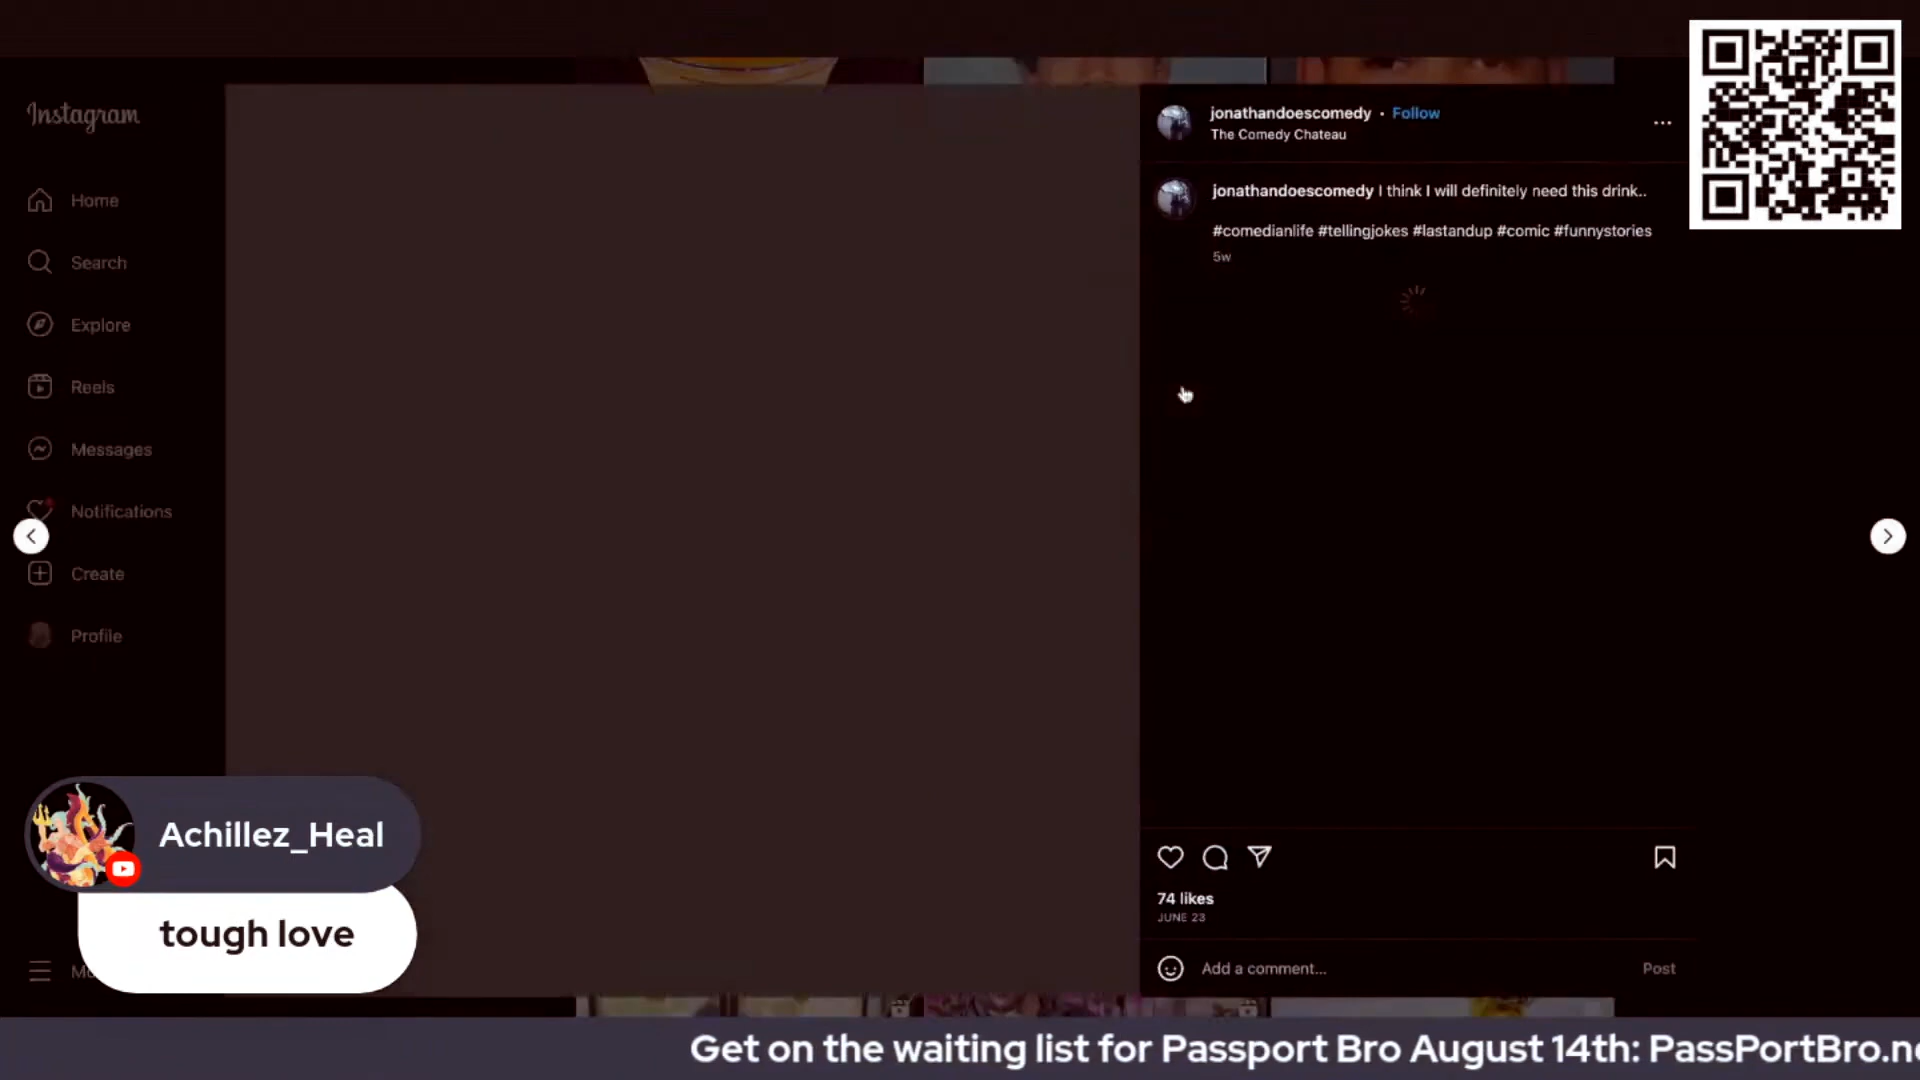 Instagram
Home
Search
Explore
Reels
Messages
Notifications
Create
Profile
jonathandoescomedy • Follow
The Comedy Chateau
jonathandoescomedy I think I will definitely need this drink..
#comedianlife #tellingjokes #lastandup #comic #funnystories
5w
74 likes
JUNE 23
Add a comment...
Post
Achillez_Heal
tough love
Get on the waiting list for Passport Bro August 14th: PassPortBro.n